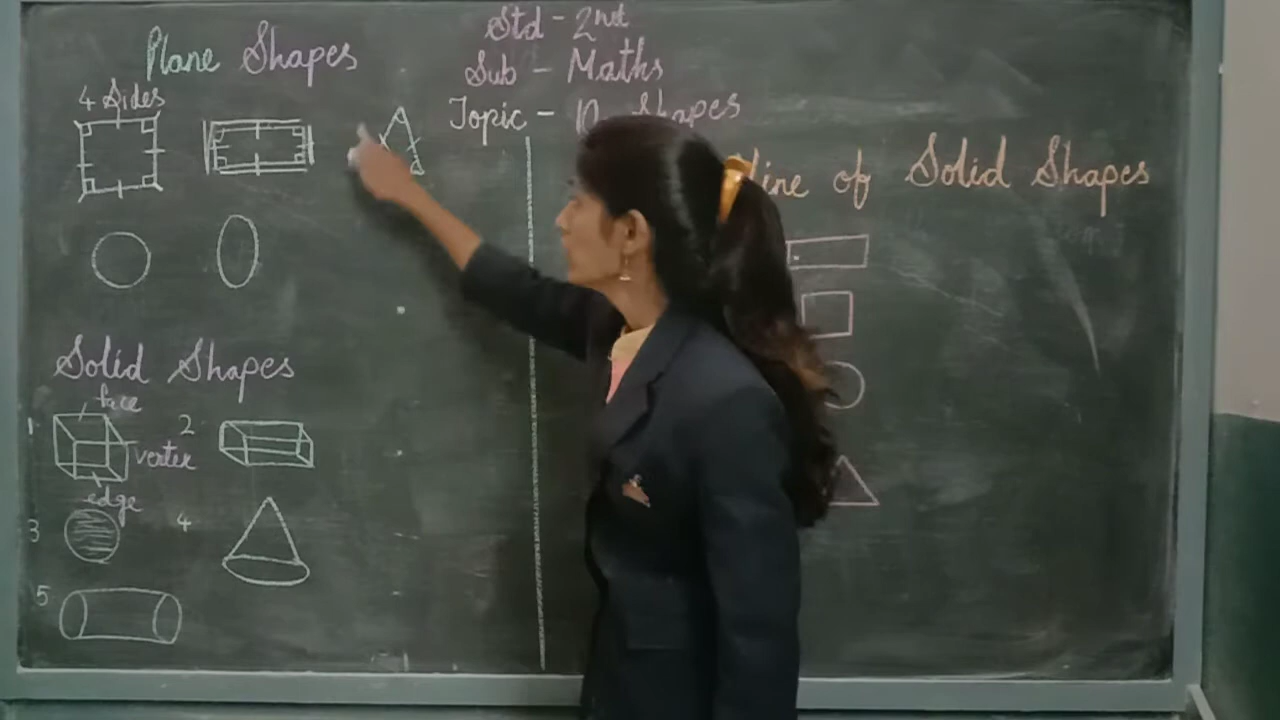 Plane Shapes
Std - 2nd
Sub - Maths
Topic - Shapes
4 Sides
of Solid Shapes
Solid Shapes
face
1
2
vertex
edge
3
4
5